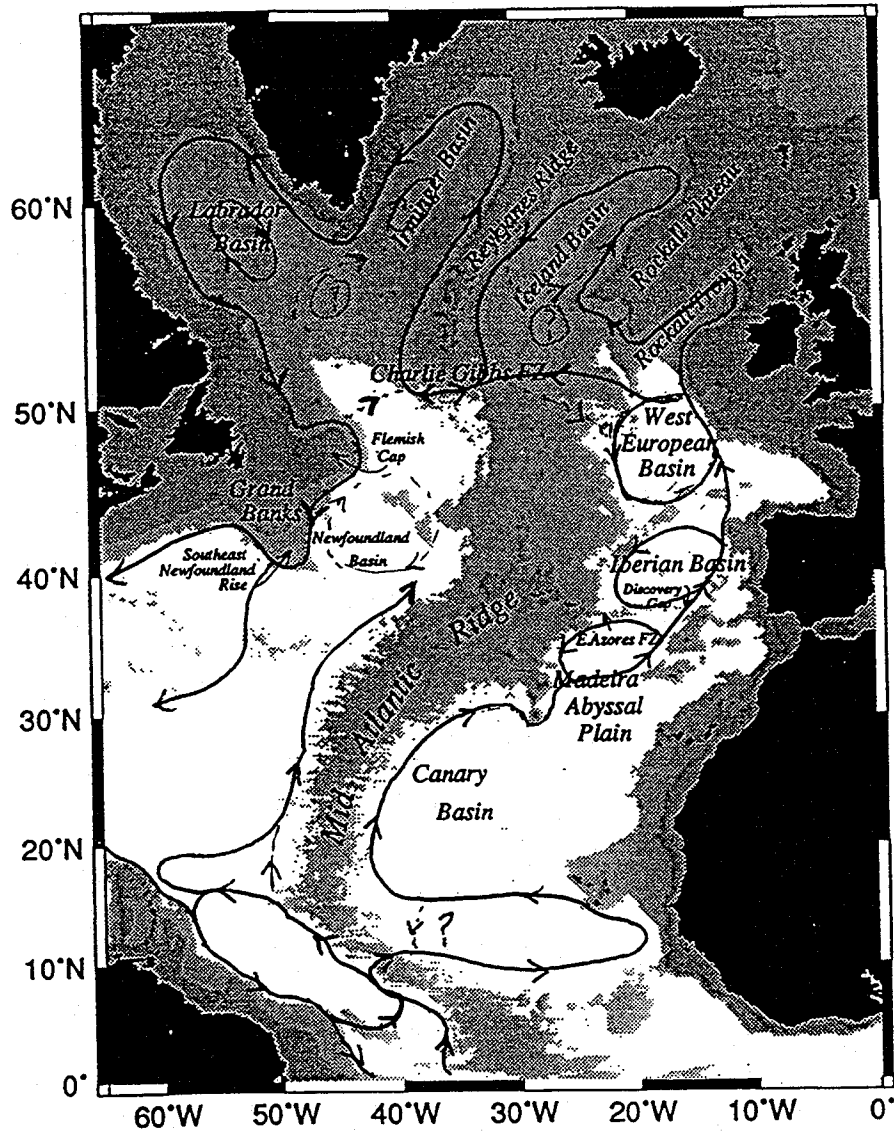 60°N
50°N
40°N
30°N
20°N
10°N
0°
60°W
50°W
40°W
30°W
20°W
10°W
0°
Labrador
Basin
Irminger Basin
Reykjanes Ridge
Iceland Basin
Rockall Plateau
Rockall Trough
?
?
Charlie Gibbs FZ
West
European
Basin
Flemish
Cap
Grand
Banks
Newfoundland
Basin
Southeast
Newfoundland
Rise
Iberian Basin
Discovery
Gap
E.Azores FZ
Madeira
Abyssal
Plain
Mid Atlantic Ridge
Canary
Basin
?